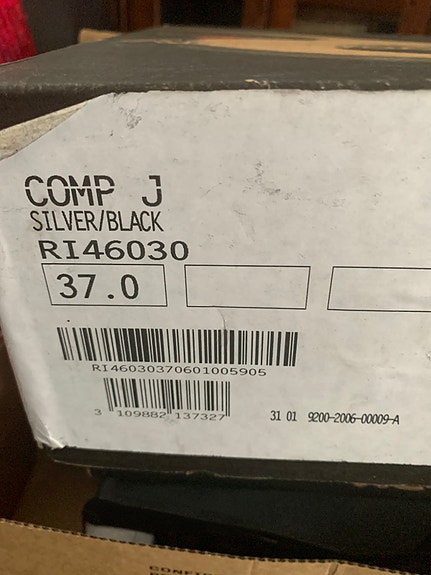 COMP J
SILVER/BLACK
RI46030
37.0
RI46030370601005905
3 109882 137327
31 01 9200-2006-00009-A